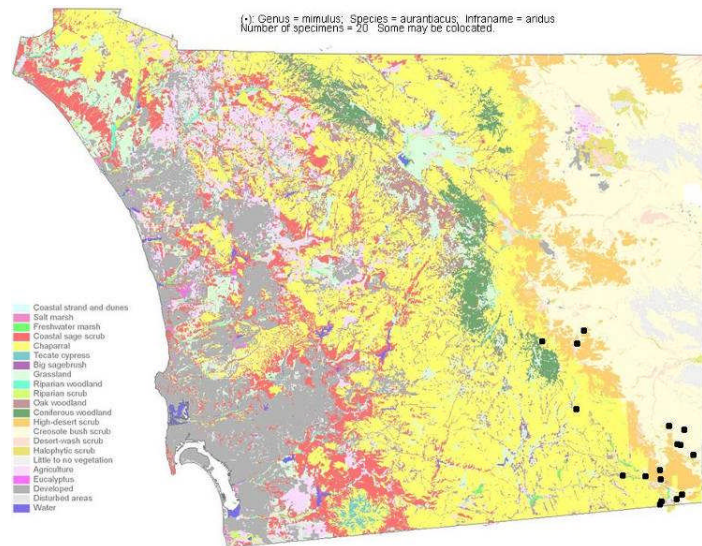 (•): Genus = mimulus;  Species = aurantiacus;  Infraname = aridus
Number of specimens = 20   Some may be colocated.
Coastal strand and dunes
Salt marsh
Freshwater marsh
Coastal sage scrub
Chaparral
Tecate cypress
Big sagebrush
Grassland
Riparian woodland
Riparian scrub
Oak woodland
Coniferous woodland
High-desert scrub
Creosote bush scrub
Desert-wash scrub
Halophytic scrub
Little to no vegetation
Agriculture
Eucalyptus
Developed
Disturbed areas
Water